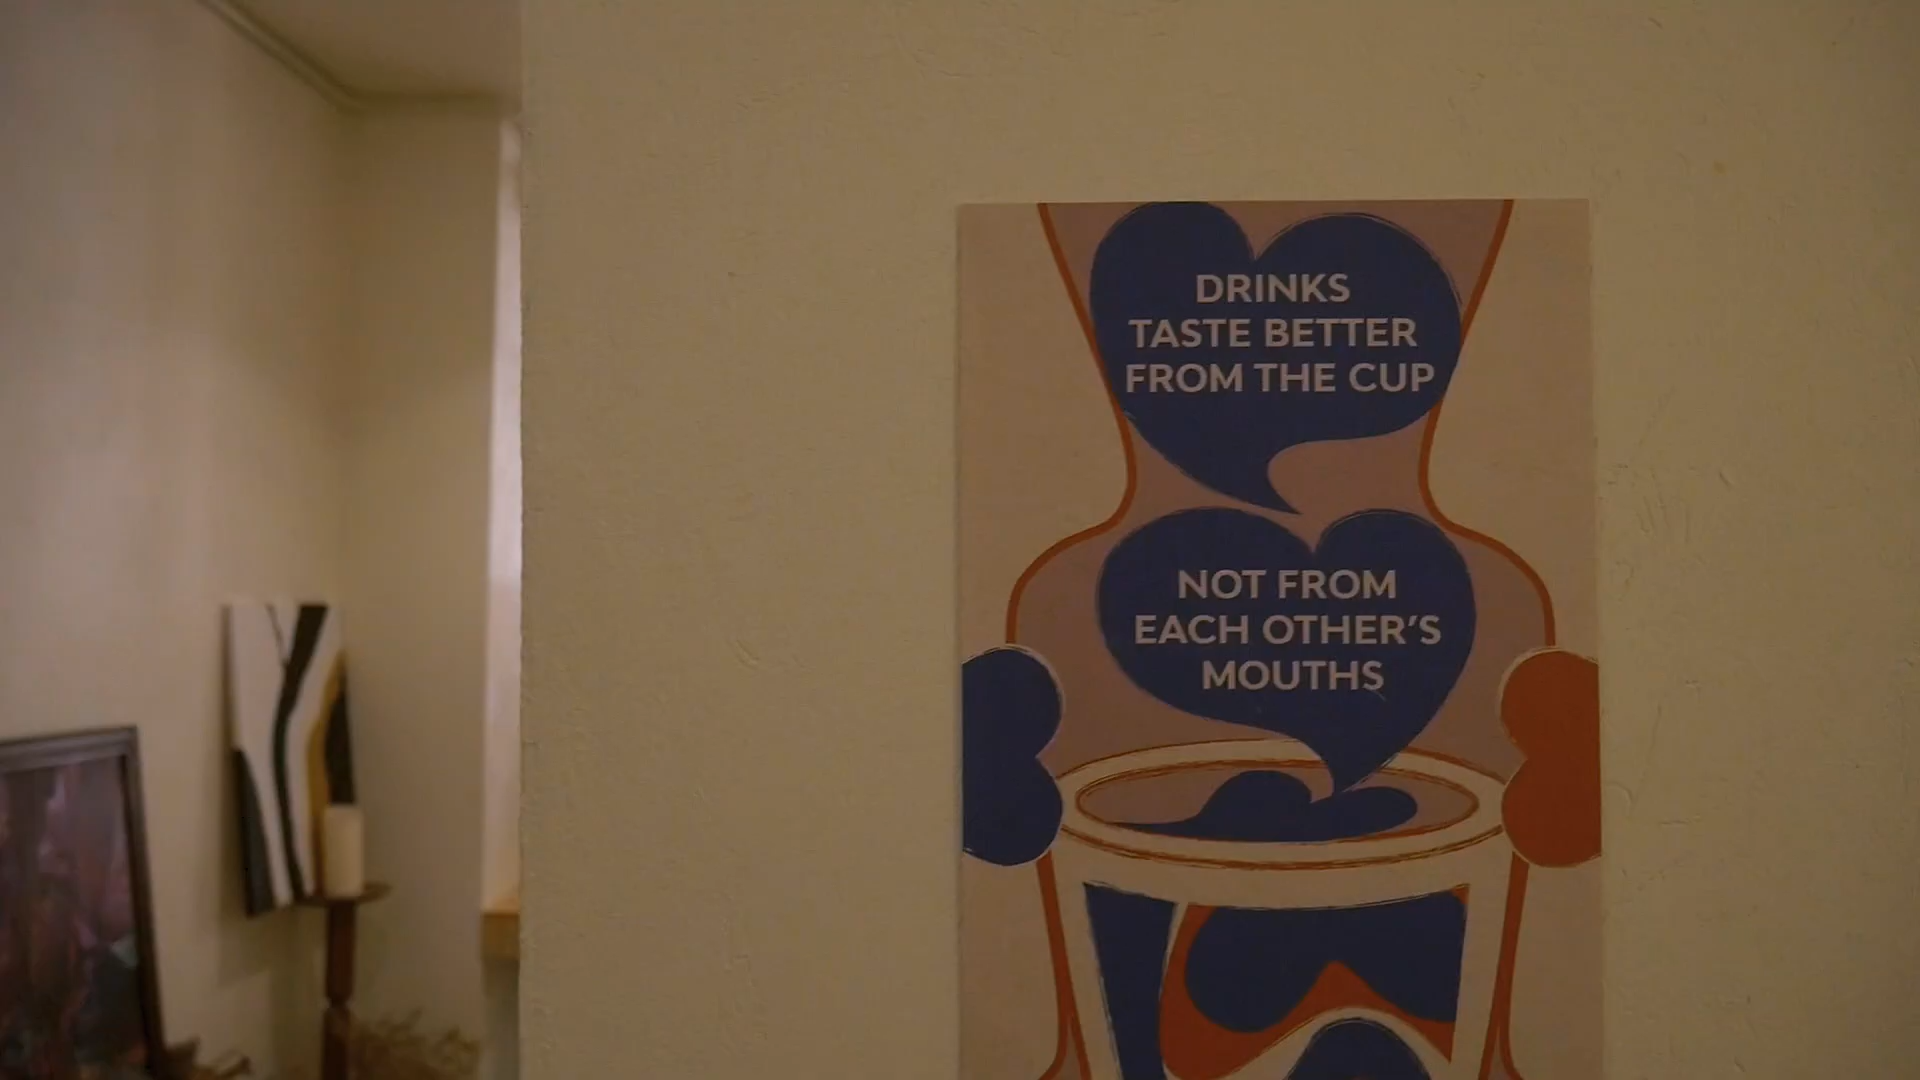 DRINKS
TASTE BETTER
FROM THE CUP
NOT FROM
EACH OTHER'S
MOUTHS